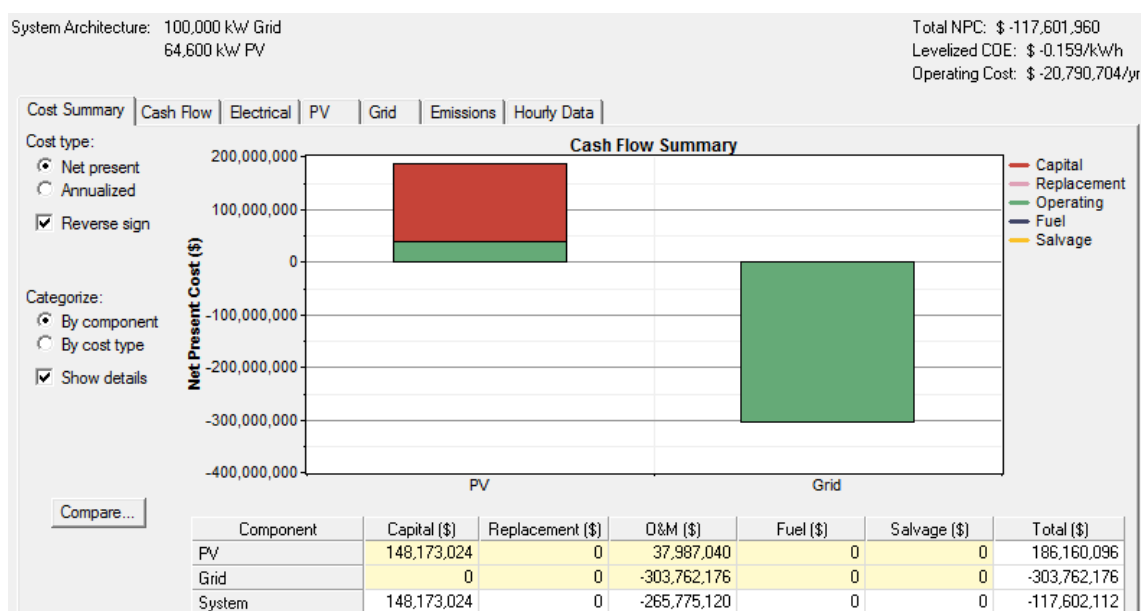 System Architecture: 100,000 kW Grid
64,600 kW PV
Total NPC: $ -117,601,960
Levelized COE: $ -0.159/kWh
Operating Cost: $ -20,790,704/yr
Cost Summary Cash Flow Electrical PV Grid Emissions Hourly Data
Cost type:
Net present
Annualized
Reverse sign
Categorize:
By component
By cost type
Show details
Compare...
Cash Flow Summary
Net Present Cost ($)
200,000,000
100,000,000
0
-100,000,000
-200,000,000
-300,000,000
-400,000,000
PV Grid
Capital
Replacement
Operating
Fuel
Salvage
Component Capital ($) Replacement ($) O&M ($) Fuel ($) Salvage ($) Total ($)
PV 148,173,024 0 37,987,040 0 0 186,160,096
Grid 0 0 -303,762,176 0 0 -303,762,176
System 148,173,024 0 -265,775,120 0 0 -117,602,112